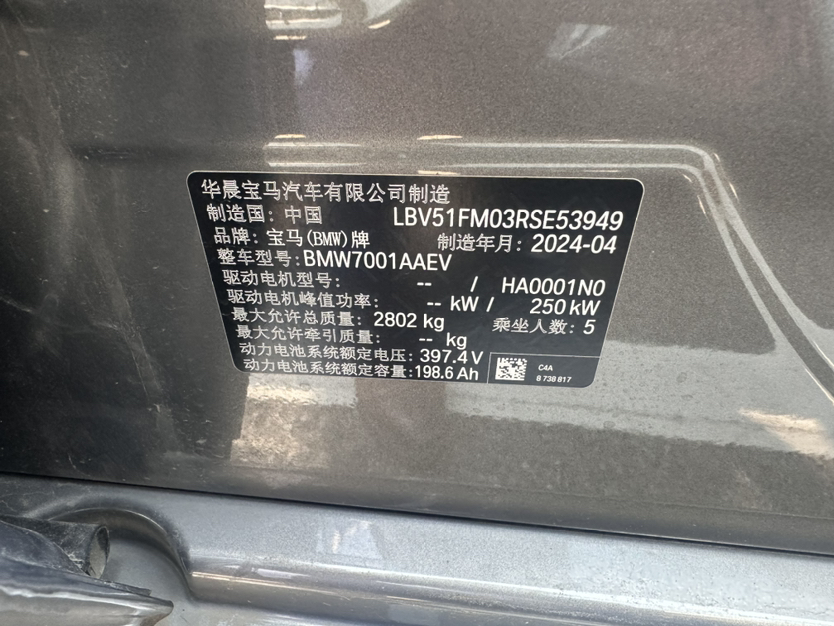 华晨宝马汽车有限公司制造
制造国：中国 LBV51FM03RSE53949
品牌：宝马(BMW)牌 制造年月：2024-04
整车型号：BMW7001AAEV
驱动电机型号： -- / HA0001N0
驱动电机峰值功率： -- kW / 250 kW
最大允许总质量：2802 kg 乘坐人数：5
最大允许牵引质量： -- kg
动力电池系统额定电压：397.4 V
动力电池系统额定容量：198.6 Ah
C4A
8 738 817